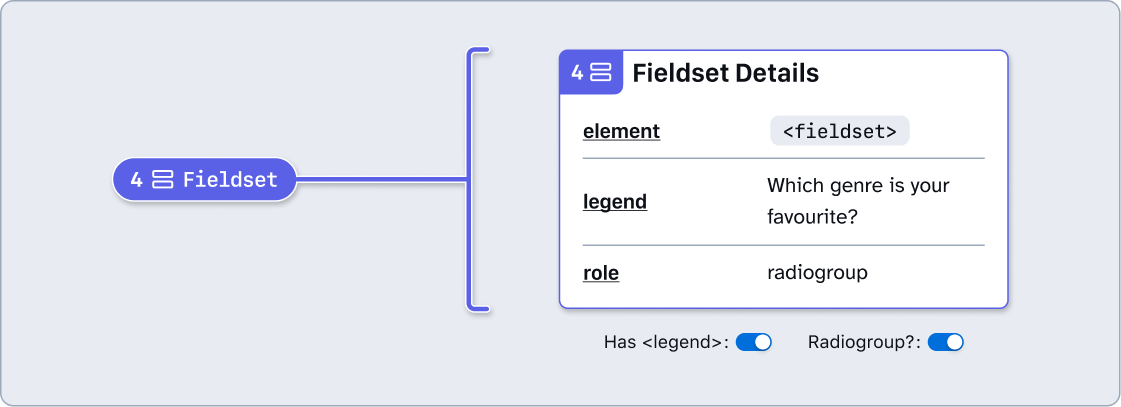 4 Fieldset
4 Fieldset Details
element <fieldset>
legend Which genre is your
favourite?
role radiogroup
Has <legend>: Radiogroup?: